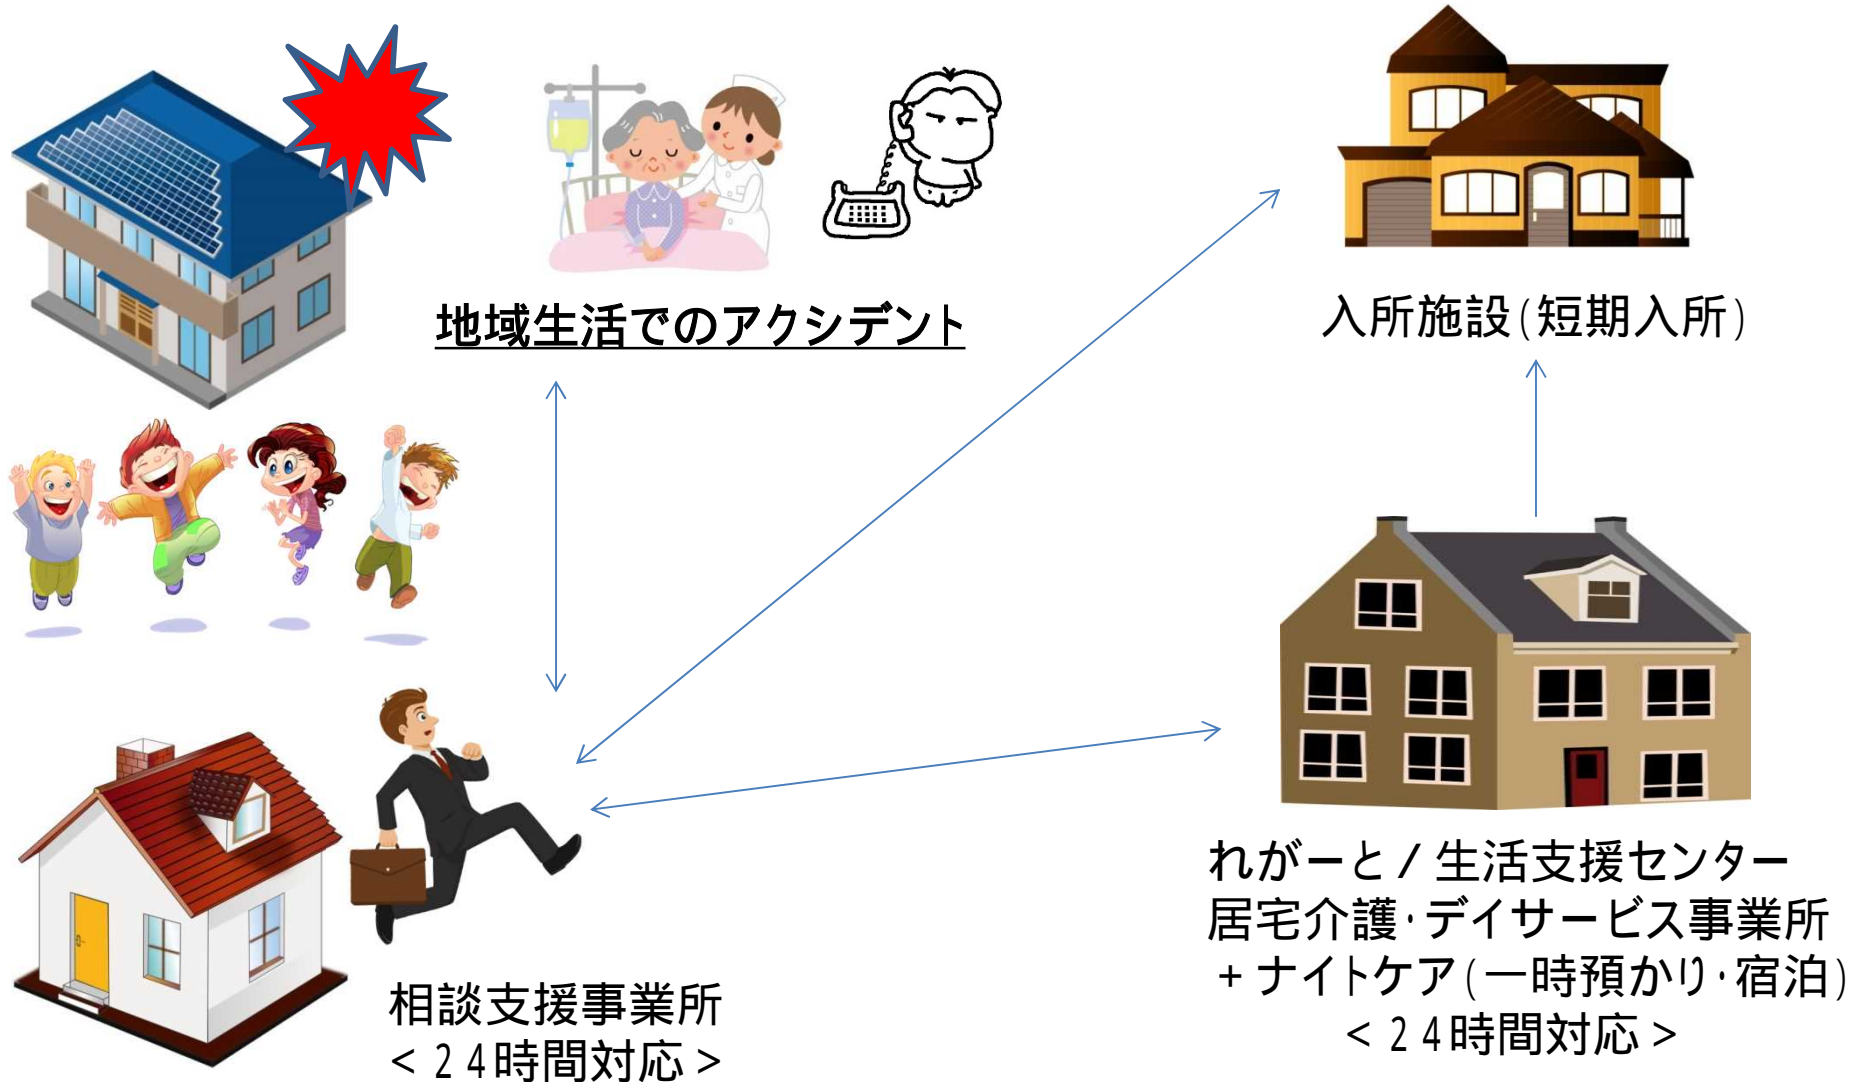 地域生活でのアクシデント
入所施設(短期入所)
れがーと/生活支援センター
居宅介護・デイサービス事業所
+ナイトケア(一時預かり・宿泊)
<24時間対応>
相談支援事業所
<24時間対応>